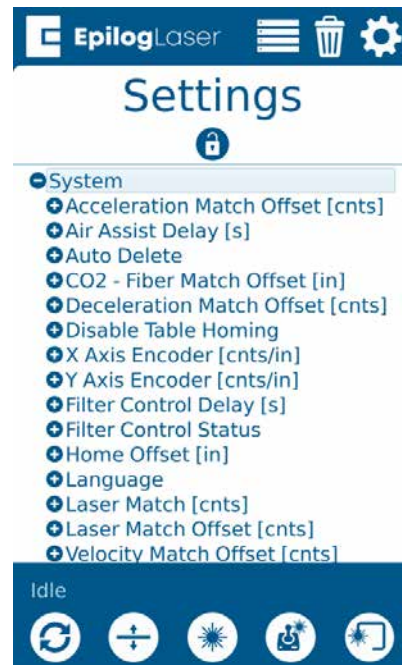 EpilogLaser
Settings
System
Acceleration Match Offset [cnts]
Air Assist Delay [s]
Auto Delete
CO2 - Fiber Match Offset [in]
Deceleration Match Offset [cnts]
Disable Table Homing
X Axis Encoder [cnts/in]
Y Axis Encoder [cnts/in]
Filter Control Delay [s]
Filter Control Status
Home Offset [in]
Language
Laser Match [cnts]
Laser Match Offset [cnts]
Velocity Match Offset [cnts]
Idle